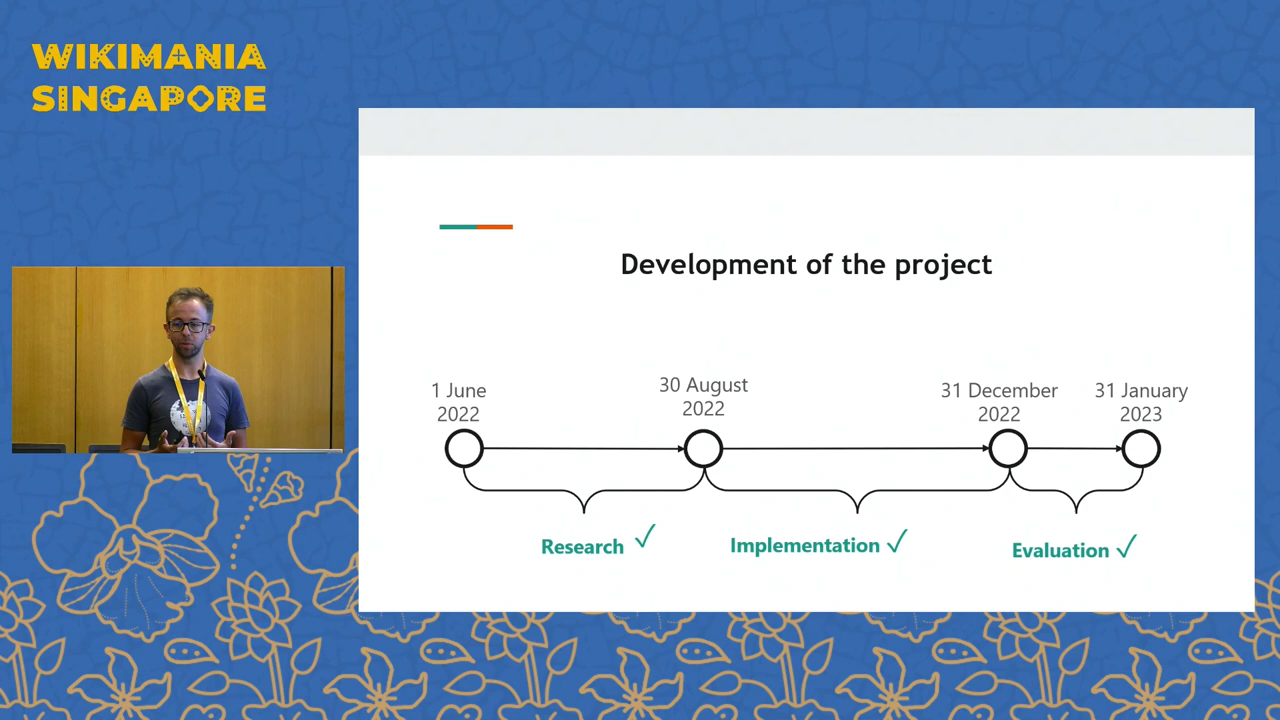 WIKIMANIA
SINGAPORE
Development of the project
1 June
2022
30 August
2022
31 December
2022
31 January
2023
Research ✓
Implementation ✓
Evaluation ✓